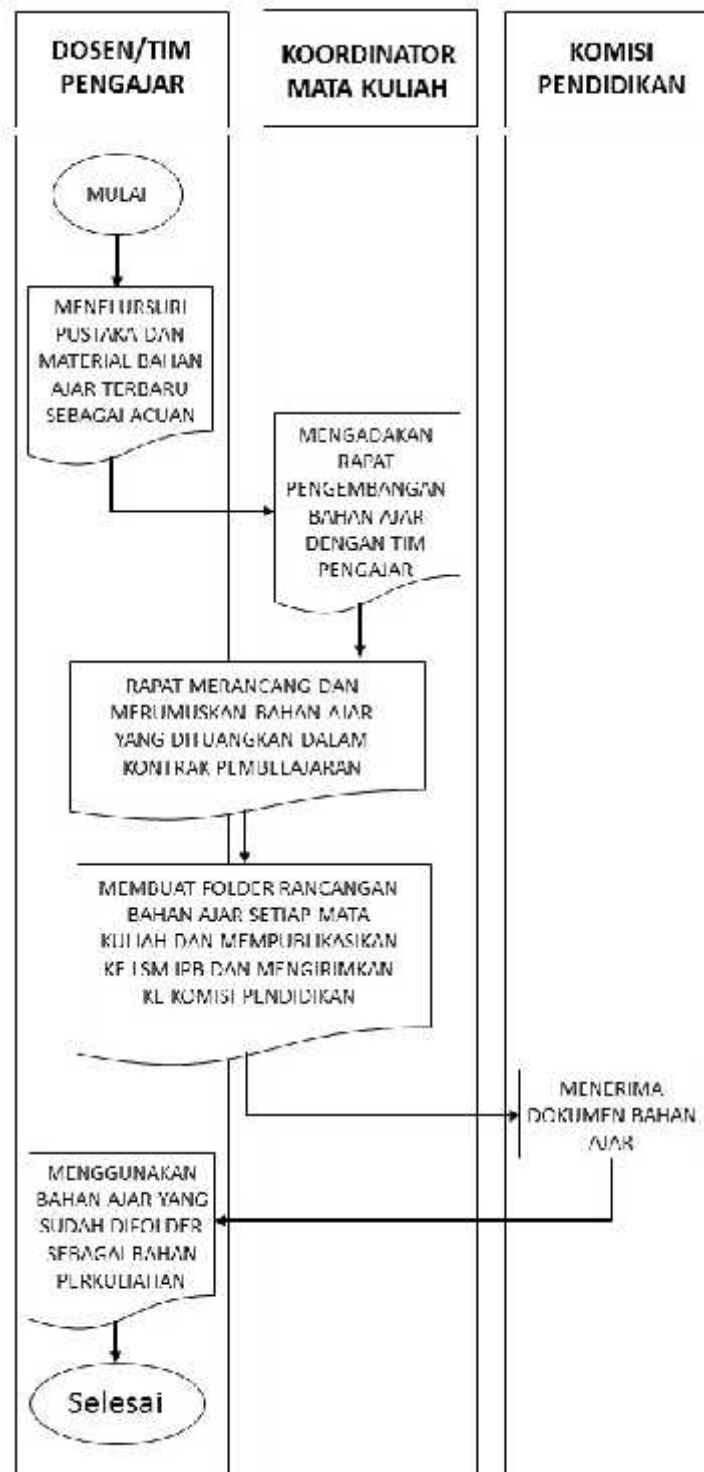 DOSEN/TIM
PENGAJAR
KOORDINATOR
MATA KULIAH
KOMISI
PENDIDIKAN
MULAI
MENELURSURI
PUSTAKA DAN
MATERIAL BAHAN
AJAR TERBARU
SEBAGAI ACUAN
MENGADAKAN
RAPAT
PENGEMBANGAN
BAHAN AJAR
DENGAN TIM
PENGAJAR
RAPAT MERANCANG DAN
MERUMUSKAN BAHAN AJAR
YANG DITUANGKAN DALAM
KONTRAK PEMBELAJARAN
MEMBUAT FOLDER RANCANGAN
BAHAN AJAR SETIAP MATA
KULIAH DAN MEMPUBLIKASIKAN
KE LSM IPB DAN MENGIRIMKAN
KE KOMISI PENDIDIKAN
MENERIMA
DOKUMEN BAHAN
AJAR
MENGGUNAKAN
BAHAN AJAR YANG
SUDAH DIFOLDER
SEBAGAI BAHAN
PERKULIAHAN
Selesai